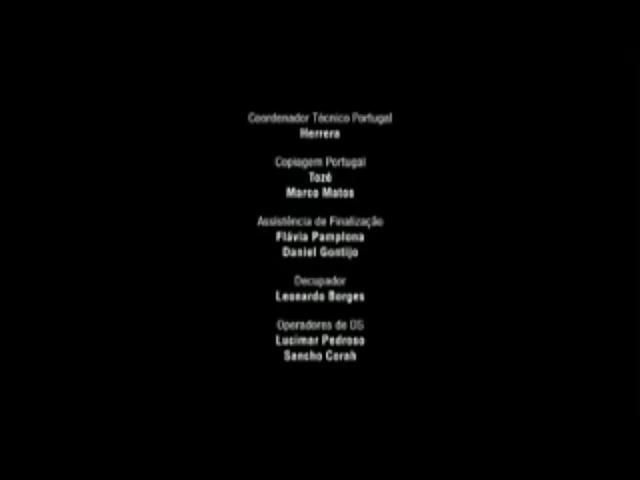 Coordenador Técnico Portugal
Herrera
Copiagem Portugal
Tozé
Marco Matos
Assistência de Finalização
Flávia Pamplona
Daniel Gontijo
Decupador
Leonardo Borges
Operadores de DS
Lucimar Pedroso
Sancho Corah